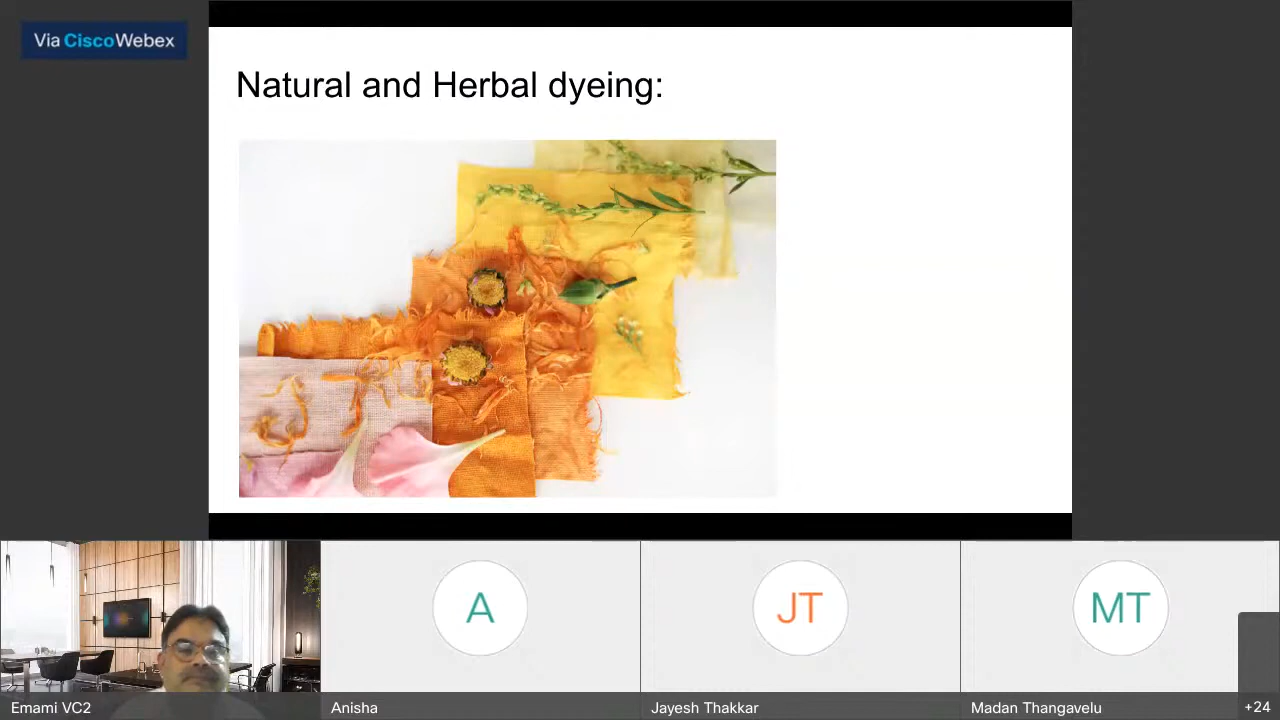 Via CiscoWebex
Natural and Herbal dyeing:
A
JT
MT
Emami VC2
Anisha
Jayesh Thakkar
Madan Thangavelu
+24